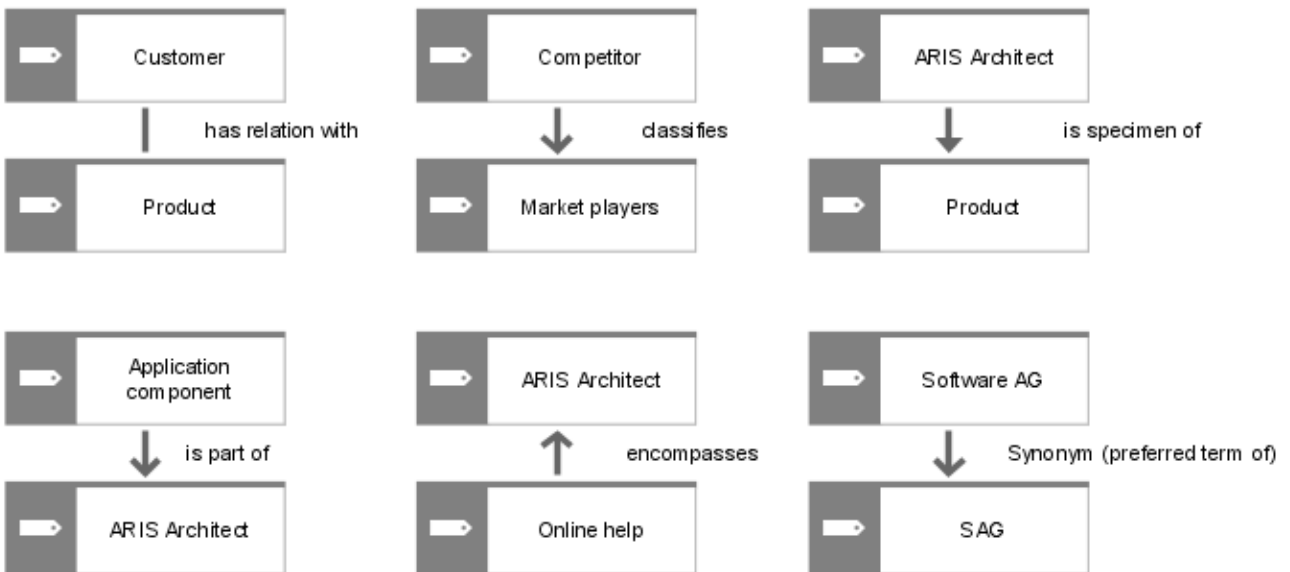 Customer
Competitor
ARIS Architect
has relation with
classifies
is specimen of
Product
Market players
Product
Application
component
ARIS Architect
Software AG
is part of
encompasses
Synonym (preferred term of)
ARIS Architect
Online help
SAG